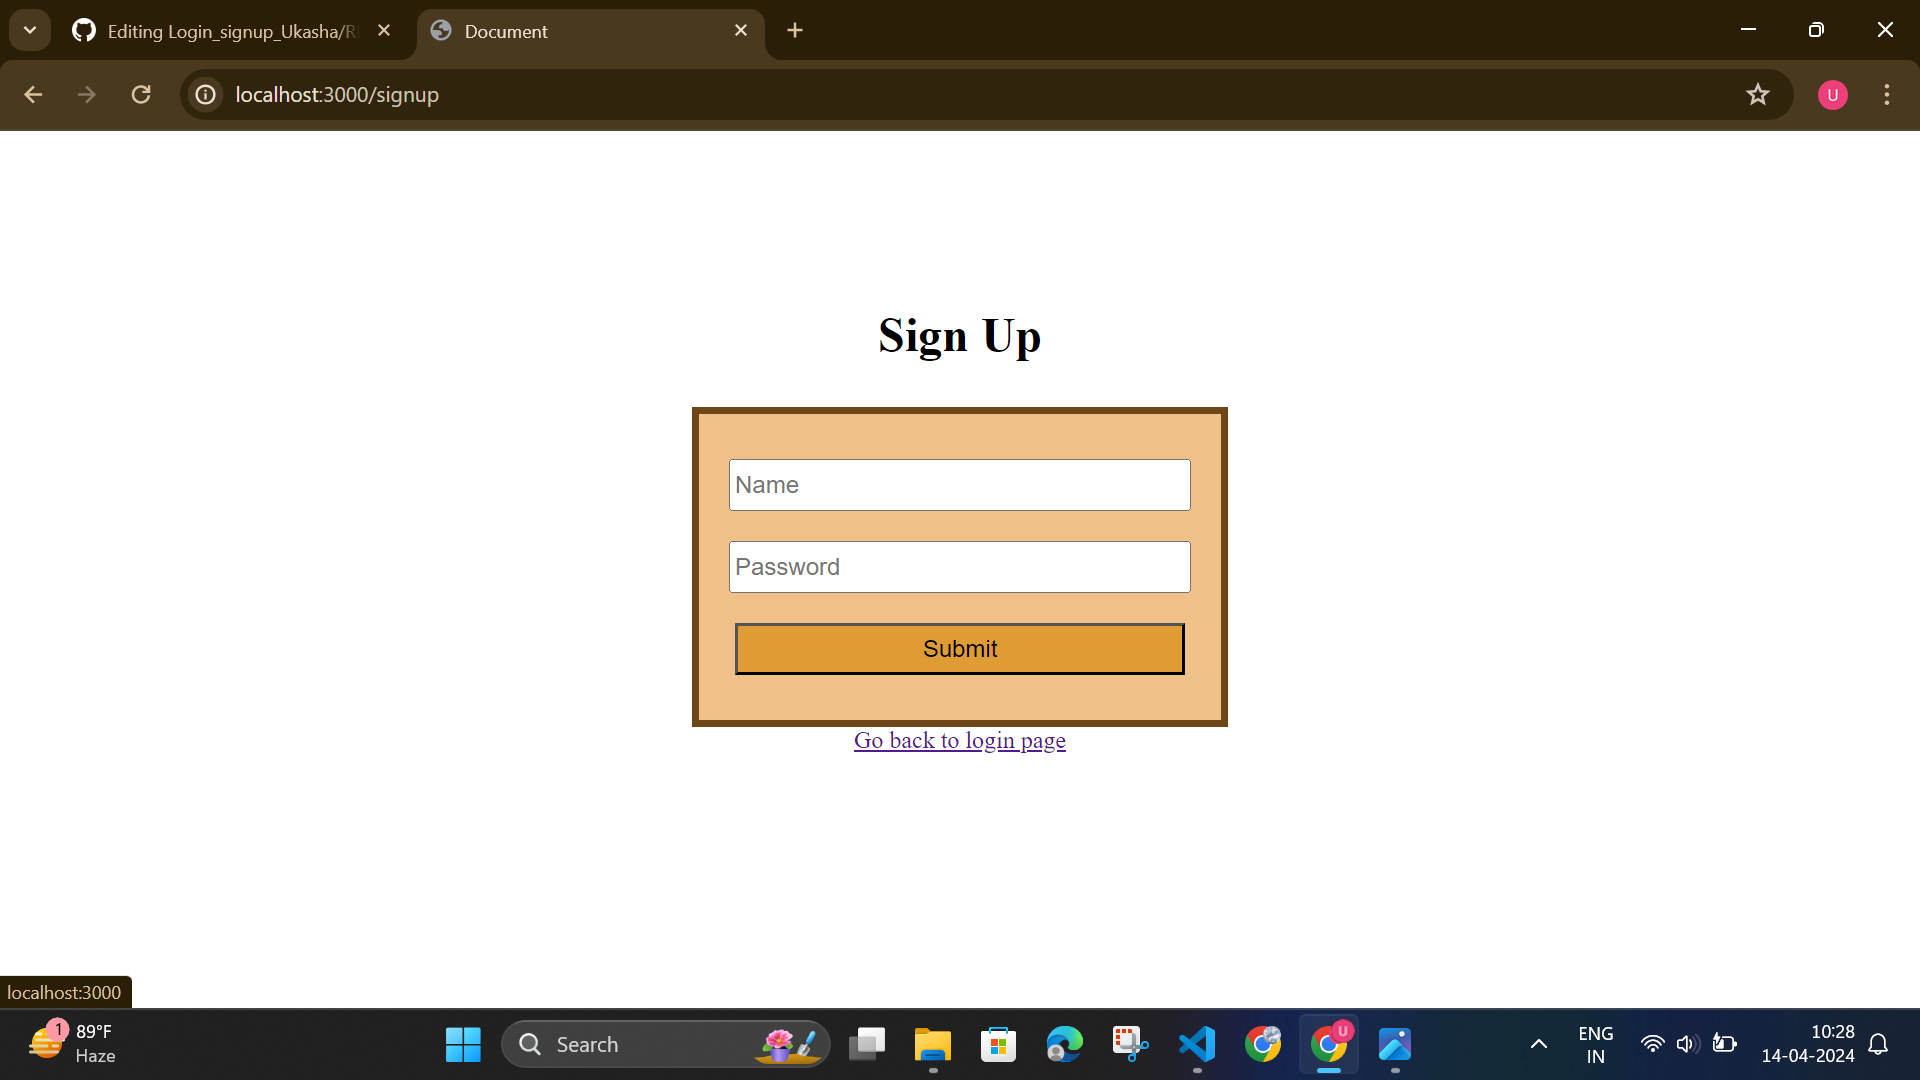 Editing Login_signup_Ukasha/R
Document
localhost:3000/signup
U
Sign Up
Name
Password
Submit
Go back to login page
localhost:3000
1
89°F
Haze
Search
U
ENG
IN
10:28
14-04-2024